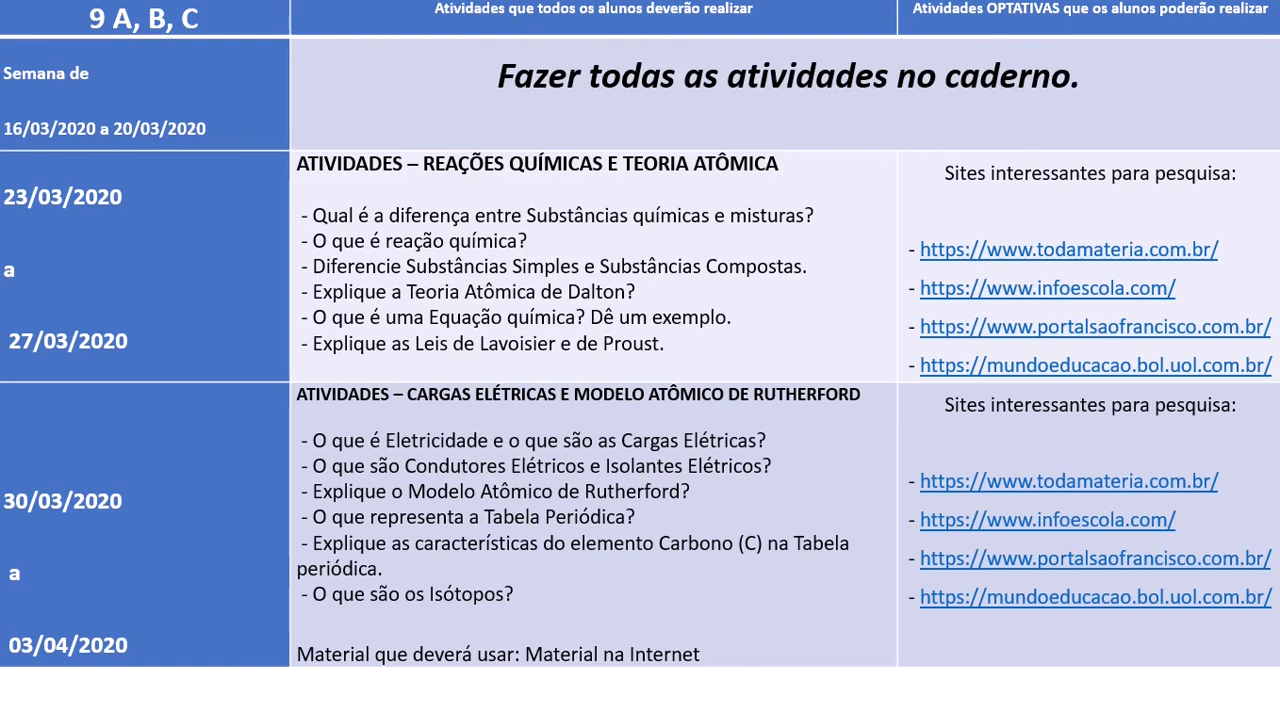 9 A, B, C
Atividades que todos os alunos deverão realizar
Atividades OPTATIVAS que os alunos poderão realizar
Semana de
16/03/2020 a 20/03/2020
Fazer todas as atividades no caderno.
23/03/2020
a
27/03/2020
ATIVIDADES – REAÇÕES QUÍMICAS E TEORIA ATÔMICA
- Qual é a diferença entre Substâncias químicas e misturas?
- O que é reação química?
- Diferencie Substâncias Simples e Substâncias Compostas.
- Explique a Teoria Atômica de Dalton?
- O que é uma Equação química? Dê um exemplo.
- Explique as Leis de Lavoisier e de Proust.
Sites interessantes para pesquisa:
- https://www.todamateria.com.br/
- https://www.infoescola.com/
- https://www.portalsaofrancisco.com.br/
- https://mundoeducacao.bol.uol.com.br/
30/03/2020
a
03/04/2020
ATIVIDADES – CARGAS ELÉTRICAS E MODELO ATÔMICO DE RUTHERFORD
- O que é Eletricidade e o que são as Cargas Elétricas?
- O que são Condutores Elétricos e Isolantes Elétricos?
- Explique o Modelo Atômico de Rutherford?
- O que representa a Tabela Periódica?
- Explique as características do elemento Carbono (C) na Tabela
periódica.
- O que são os Isótopos?
Material que deverá usar: Material na Internet
Sites interessantes para pesquisa:
- https://www.todamateria.com.br/
- https://www.infoescola.com/
- https://www.portalsaofrancisco.com.br/
- https://mundoeducacao.bol.uol.com.br/